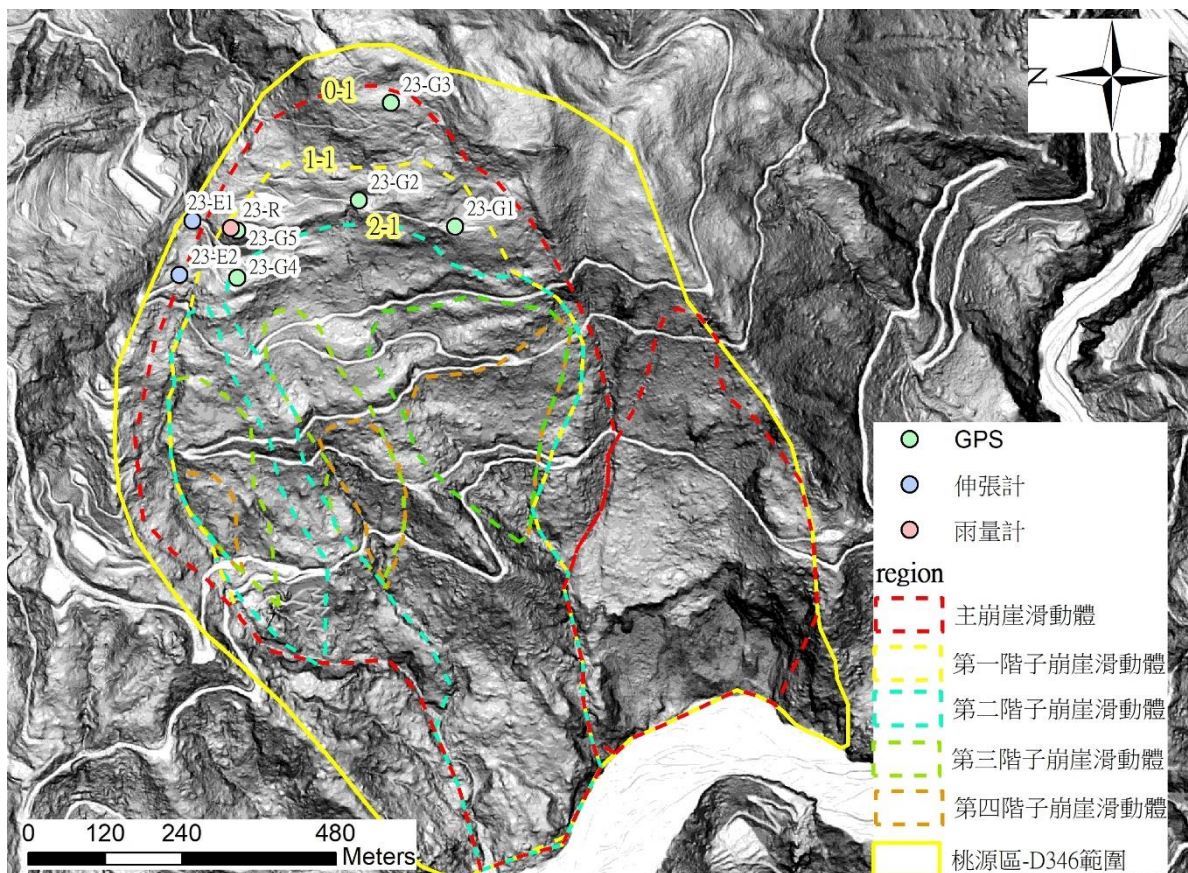 0-1
23-G3
1-1
23-G2
23-E1
23-R
23-G1
23-G5
2-1
23-E2
23-G4
N
GPS
伸張計
雨量計
region
主崩崖滑動體
第一階子崩崖滑動體
第二階子崩崖滑動體
第三階子崩崖滑動體
第四階子崩崖滑動體
桃源區-D346範圍
0 120 240 480
Meters